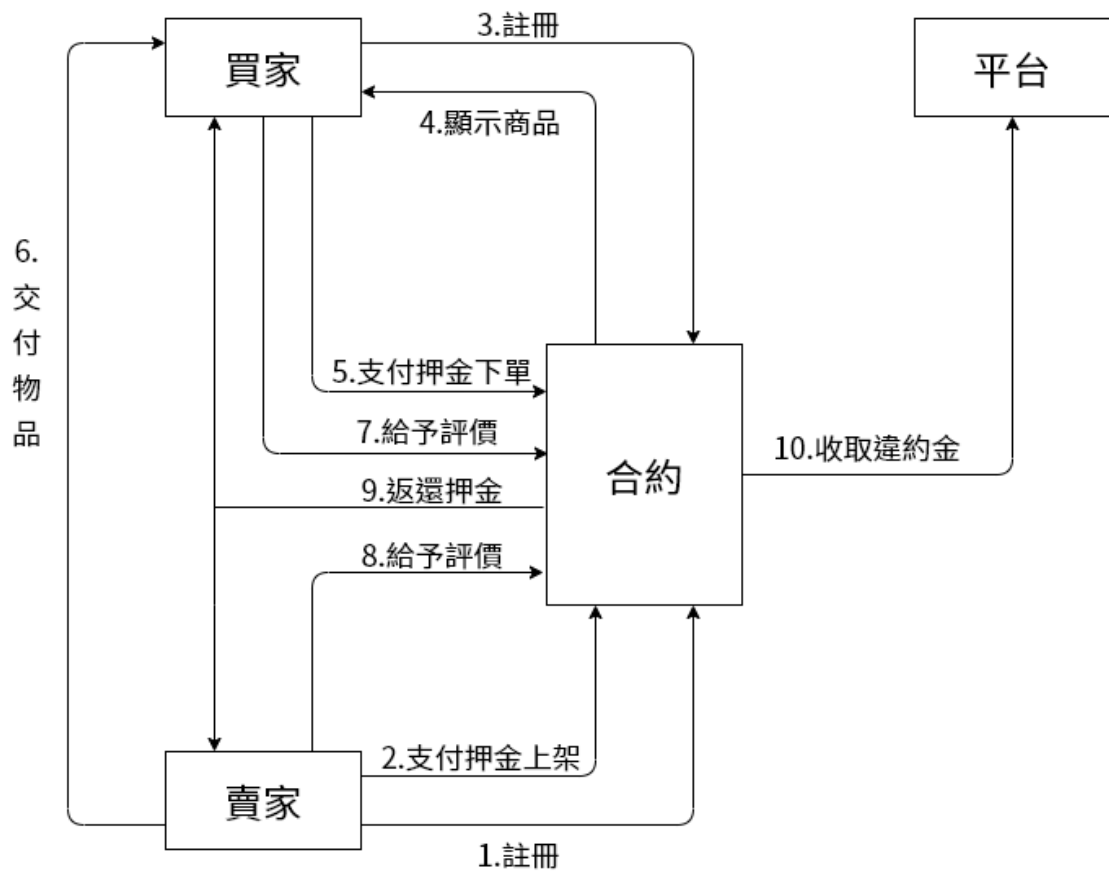 3.註冊
買家
平台
4.顯示商品
6.
交
付
物
品
5.支付押金下單
7.給予評價
10.收取違約金
合約
9.返還押金
8.給予評價
2.支付押金上架
賣家
1.註冊